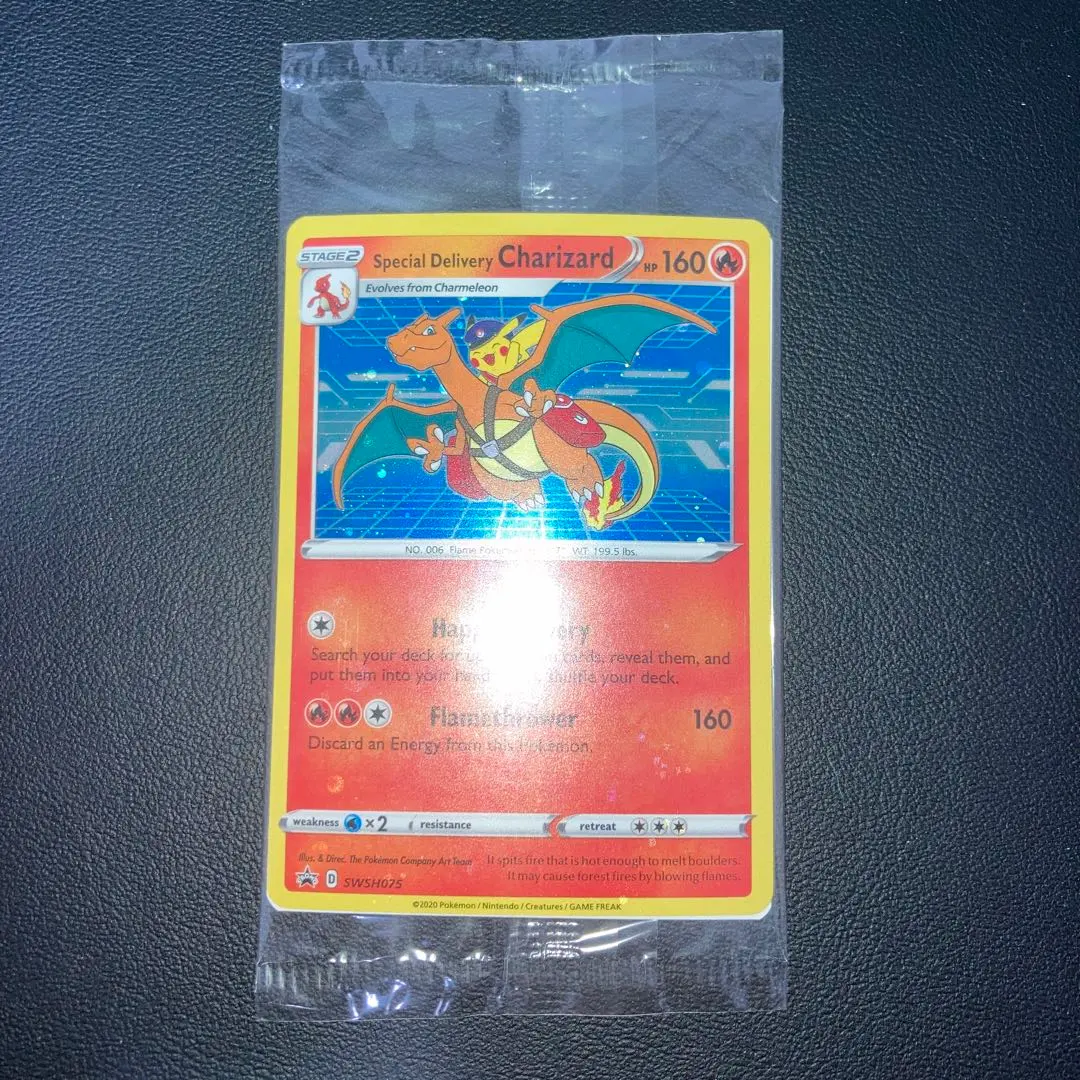 STAGE2 Special Delivery Charizard HP 160
Evolves from Charmeleon
NO. 006 Flame WT: 199.5 lbs.
Search your deck for cards, reveal them, and
put them into your shuffle your deck.
Flamethrower 160
Discard an Energy from this Pokémon.
weakness ×2 resistance retreat
Illus. & Direc. The Pokémon Company Art Team
It spits fire that is hot enough to melt boulders.
It may cause forest fires by blowing flames.
D SWSH075
©2020 Pokémon / Nintendo / Creatures / GAME FREAK